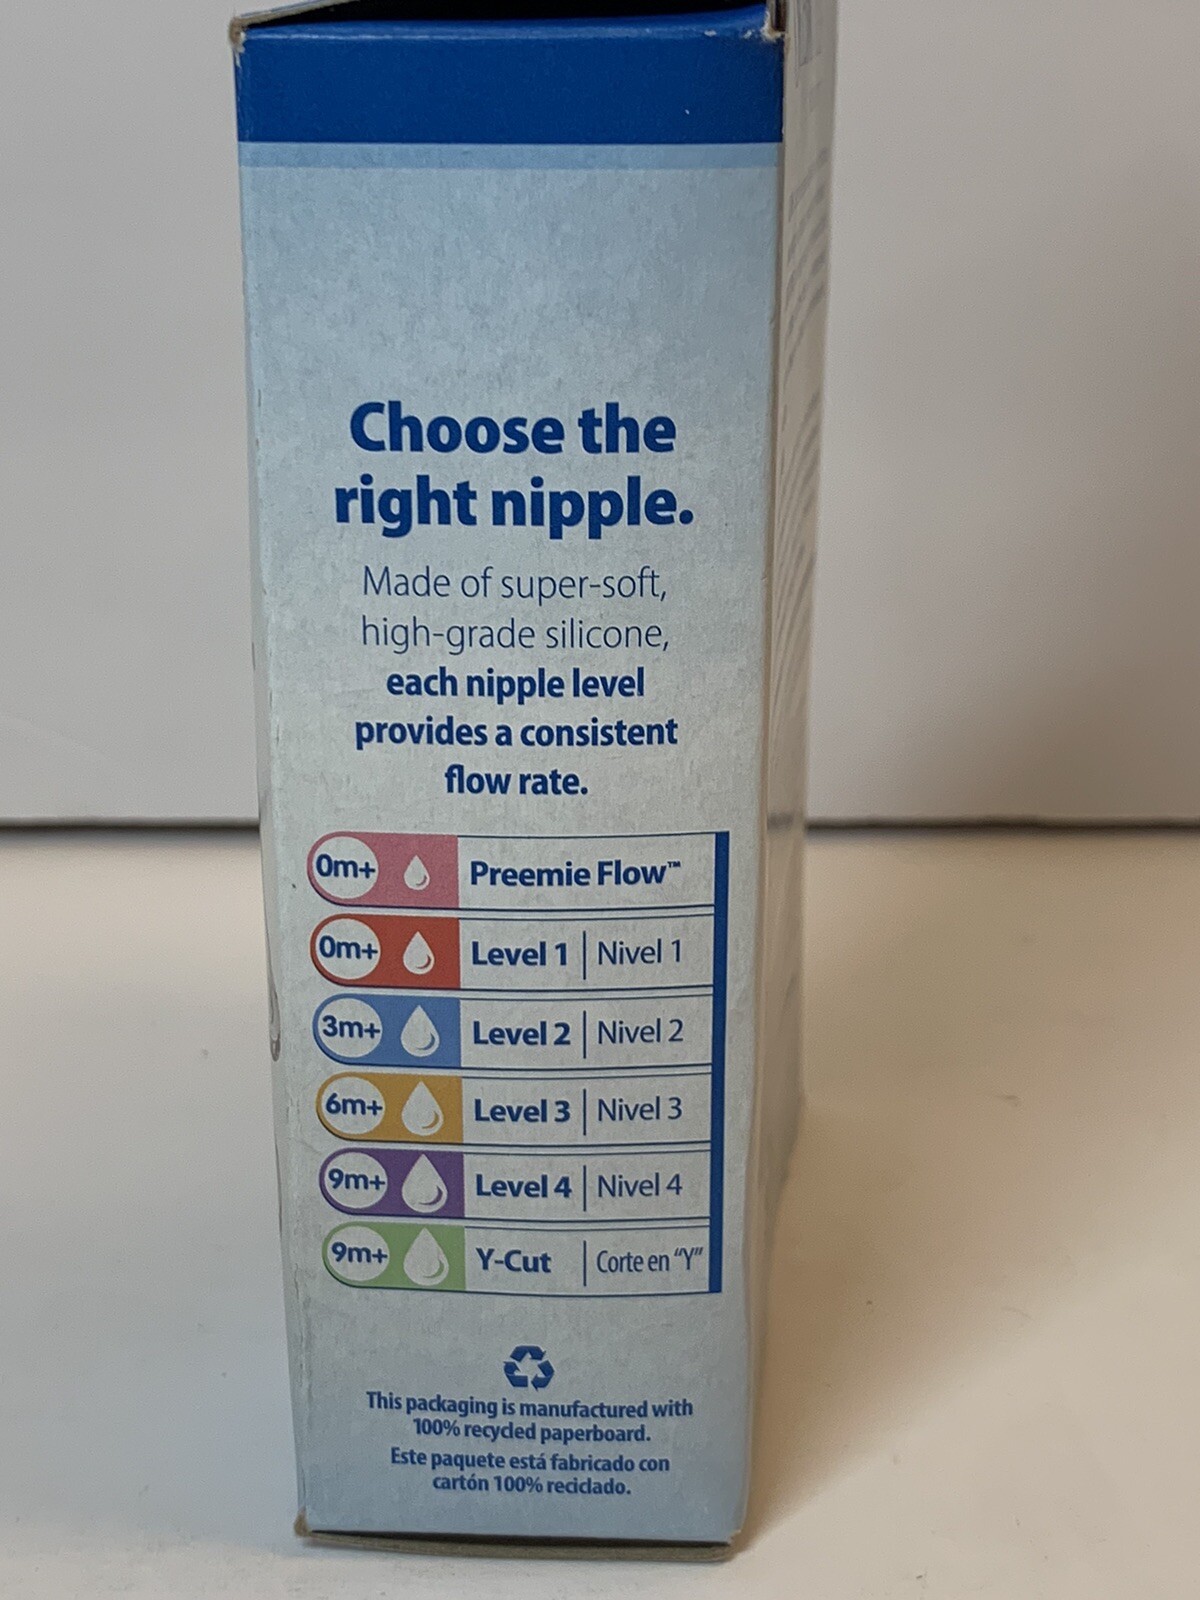 Choose the
right nipple.
Made of super-soft,
high-grade silicone,
each nipple level
provides a consistent
flow rate.
0m+ Preemie Flow™
0m+ Level 1 | Nivel 1
3m+ Level 2 | Nivel 2
6m+ Level 3 | Nivel 3
9m+ Level 4 | Nivel 4
9m+ Y-Cut | Corte en “Y”
This packaging is manufactured with
100% recycled paperboard.
Este paquete está fabricado con
cartón 100% reciclado.